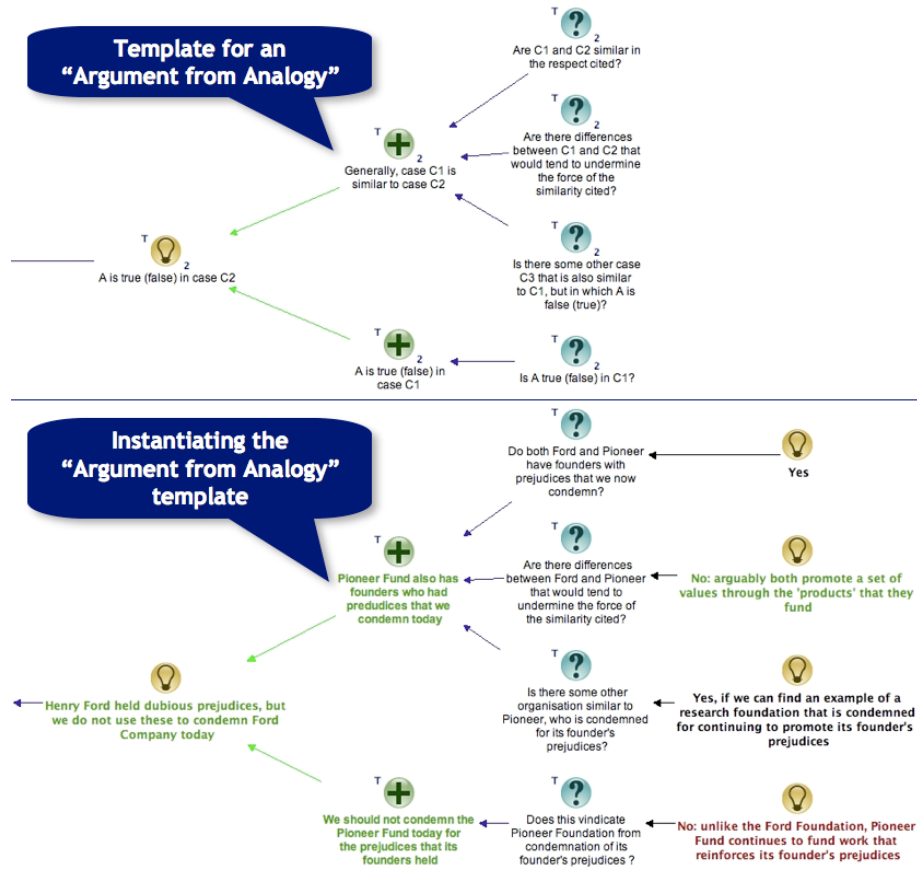 Template for an
“Argument from Analogy”
T
2
Are C1 and C2 similar in
the respect cited?
T
2
Are there differences
between C1 and C2 that
would tend to undermine
the force of the
similarity cited?
T
2
Generally, case C1 is
similar to case C2
T
2
Is there some other case
C3 that is also similar
to C1, but in which A is
false (true)?
T
2
A is true (false) in case C2
T
2
A is true (false) in
case C1
T
2
Is A true (false) in C1?
Instantiating the
“Argument from Analogy”
template
T
Do both Ford and Pioneer
have founders with
prejudices that we now
condemn?
Yes
T
Pioneer Fund also has
founders who had
predudices that we
condemn today
T
Are there differences
between Ford and Pioneer
that would tend to
undermine the force of
the similarity cited?
No: arguably both promote a set of
values through the 'products' that they
fund
T
Is there some other
organisation similar to
Pioneer, who is condemned
for its founder's
prejudices?
Yes, if we can find an example of a
research foundation that is condemned
for continuing to promote its founder's
prejudices
Henry Ford held dubious prejudices, but
we do not use these to condemn Ford
Company today
T
We should not condemn the
Pioneer Fund today for
the prejudices that its
founders held
T
Does this vindicate
Pioneer Foundation from
condemnation of its
founder's prejudices ?
No: unlike the Ford Foundation, Pioneer
Fund continues to fund work that
reinforces its founder's prejudices